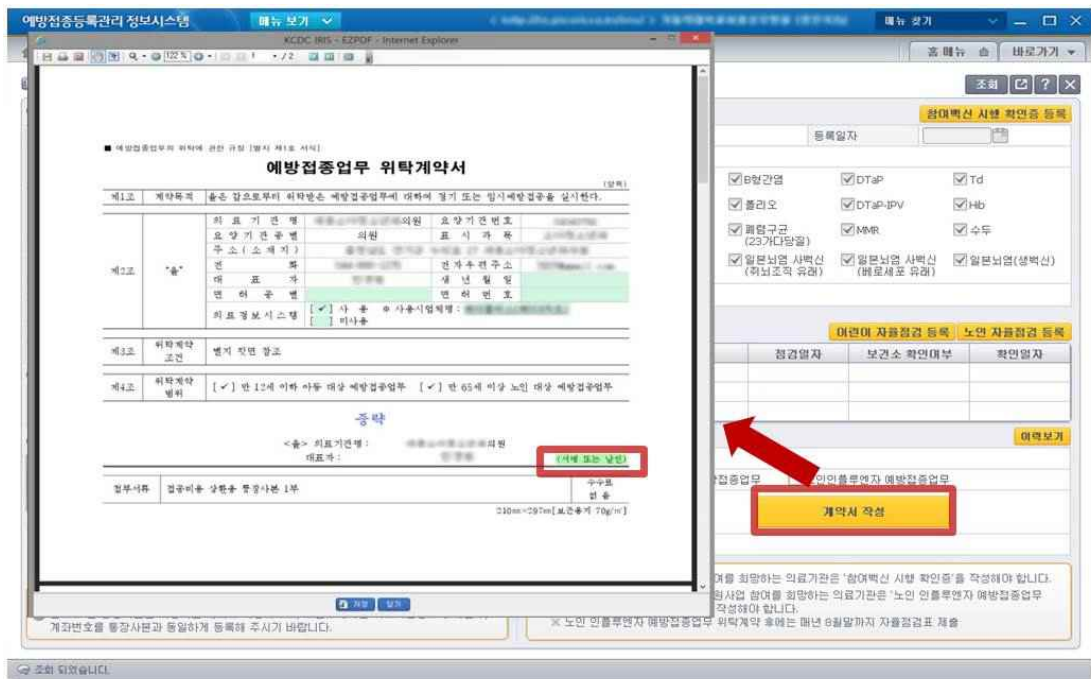 예방접종등록관리 정보시스템
메뉴 보기
메뉴 찾기
KCDC IRIS - EZPDF - Internet Explorer
홈 메뉴
바로가기
122 %
1 / 2
조회
참여백신 시행 확인증 등록
등록일자
■ 예방접종업무의 위탁에 관한 규정 [별지 제1호 서식]
예방접종업무 위탁계약서
(앞쪽)
제1조 계약목적 을은 갑으로부터 위탁받은 예방접종업무에 대하여 정기 또는 임시예방접종을 실시한다.
제2조 "을"
의 료 기 관 명 의원 요 양 기 관 번 호
요 양 기 관 종 별 의원 표 시 과 목
주 소 ( 소 재 지 )
전 화 전 자 우 편 주 소
대 표 자 생 년 월 일
면 허 종 별 면 허 번 호
의 료 정 보 시 스 템 [ ✔ ] 사 용 ※ 사용시업체명 :
[ ] 미사용
제3조 위탁계약 조건 별지 뒷면 참조
제4조 위탁계약 범위 [ ✔ ] 만 12세 이하 아동 대상 예방접종업무 [ ✔ ] 만 65세 이상 노인 대상 예방접종업무
중략
<을> 의료기관명 : 의원
대표자 : (서명 또는 날인)
첨부서류 접종비용 상환용 통장사본 1부 수수료
없 음
210mm×297mm[보존용지 70g/㎡]
저장 닫기
B형간염 DTaP Td
폴리오 DTaP-IPV Hib
폐렴구균 MMR 수두
(23가다당질)
일본뇌염 사백신 일본뇌염 사백신 일본뇌염(생백신)
(쥐뇌조직 유래) (베로세포 유래)
어린이 자율점검 등록 노인 자율점검 등록
점검일자 보건소 확인여부 확인일자
이력보기
방접종업무 노인인플루엔자 예방접종업무
계약서 작성
여를 희망하는 의료기관은 '참여백신 시행 확인증'을 작성해야 합니다.
원사업 참여를 희망하는 의료기관은 '노인 인플루엔자 예방접종업무
작성해야 합니다.
※ 노인 인플루엔자 예방접종업무 위탁계약 후에는 매년 8월말까지 자율점검표 제출
계좌번호를 통장사본과 동일하게 등록해 주시기 바랍니다.
조회 되었습니다.